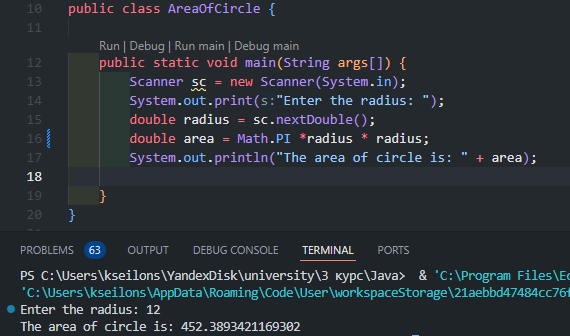 10 public class AreaOfCircle {
11
Run | Debug | Run main | Debug main
12 public static void main(String args[]) {
13 Scanner sc = new Scanner(System.in);
14 System.out.print(s:"Enter the radius: ");
15 double radius = sc.nextDouble();
16 double area = Math.PI *radius * radius;
17 System.out.println("The area of circle is: " + area);
18
19 }
20 }
PROBLEMS 63 OUTPUT DEBUG CONSOLE TERMINAL PORTS
PS C:\Users\kseilons\YandexDisk\university\3 курс\Java> & 'C:\Program Files\Ec
'C:\Users\kseilons\AppData\Roaming\Code\User\workspaceStorage\21aebbd47484cc76f
Enter the radius: 12
The area of circle is: 452.3893421169302